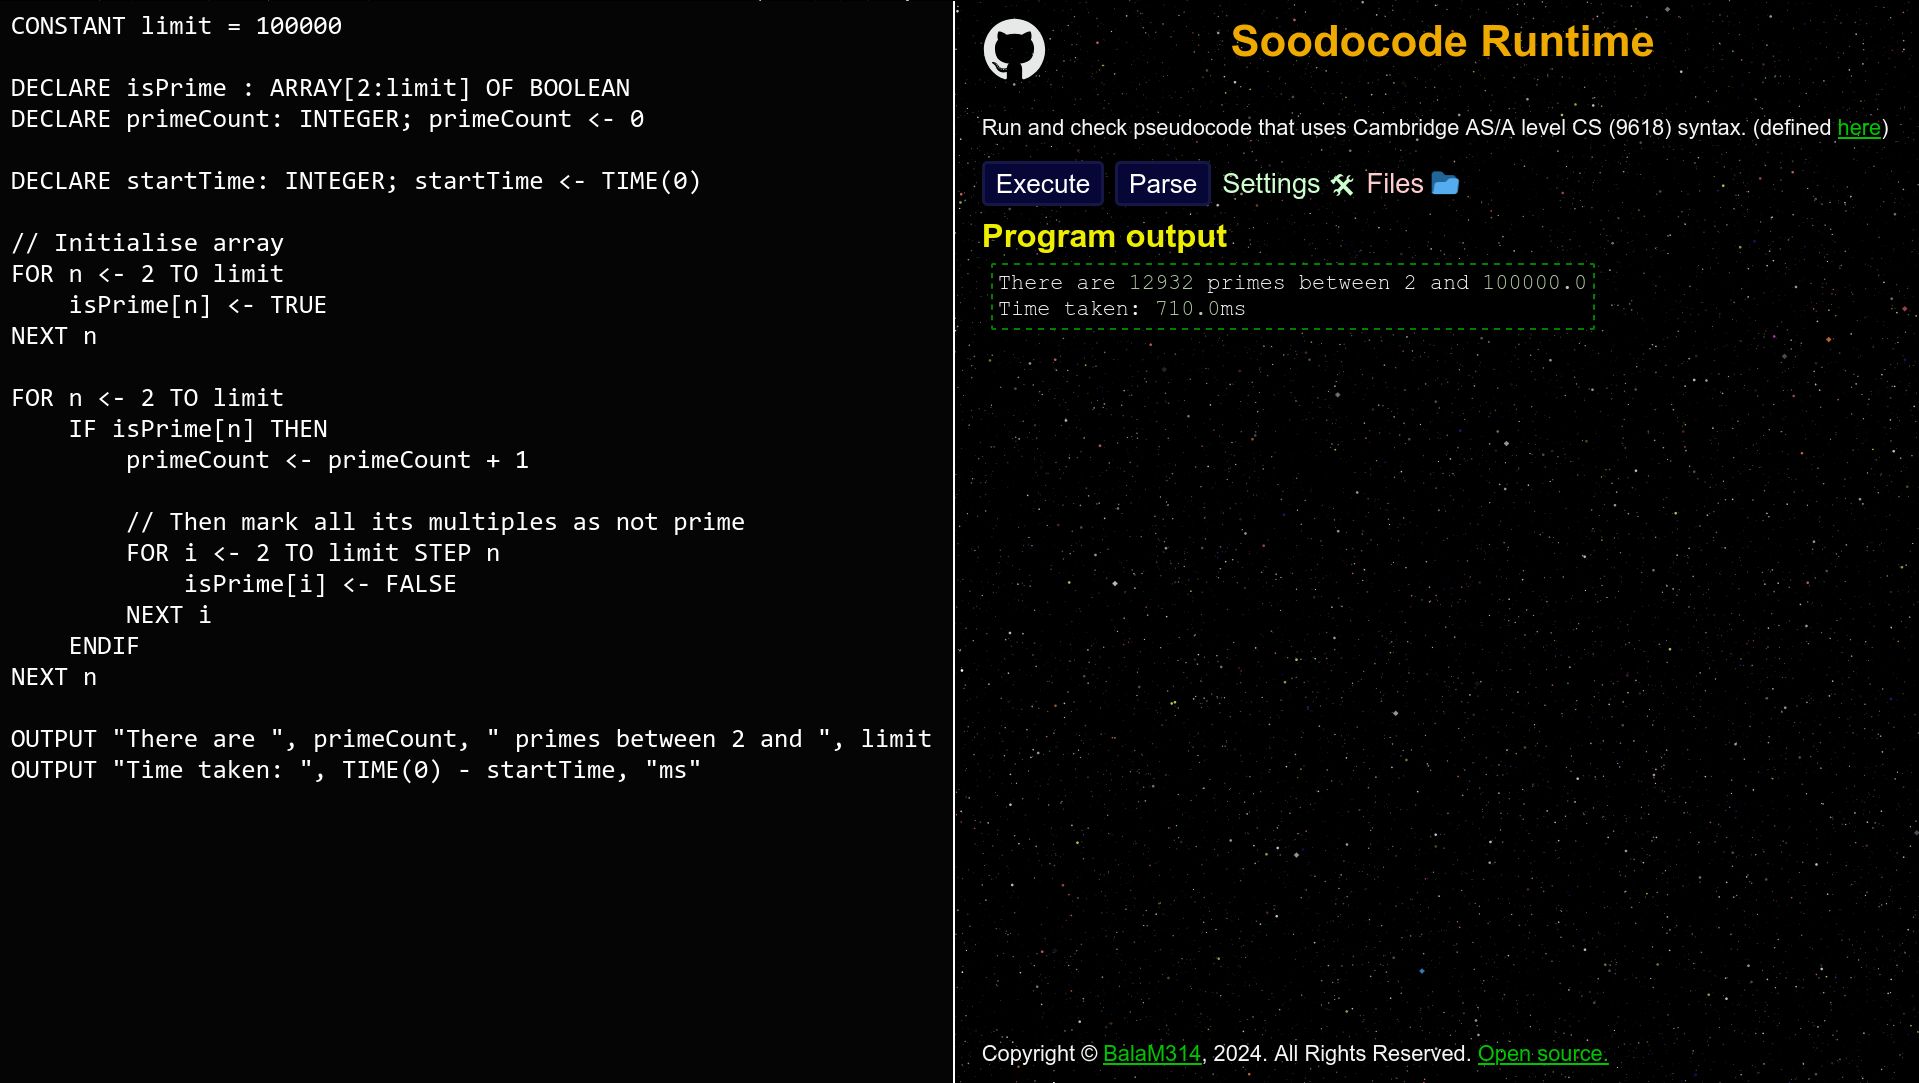 CONSTANT limit = 100000
DECLARE isPrime : ARRAY[2:limit] OF BOOLEAN
DECLARE primeCount: INTEGER; primeCount <- 0
DECLARE startTime: INTEGER; startTime <- TIME(0)
// Initialise array
FOR n <- 2 TO limit
    isPrime[n] <- TRUE
NEXT n
FOR n <- 2 TO limit
    IF isPrime[n] THEN
        primeCount <- primeCount + 1
        // Then mark all its multiples as not prime
        FOR i <- 2 TO limit STEP n
            isPrime[i] <- FALSE
        NEXT i
    ENDIF
NEXT n
OUTPUT "There are ", primeCount, " primes between 2 and ", limit
OUTPUT "Time taken: ", TIME(0) - startTime, "ms"
Soodocode Runtime
Run and check pseudocode that uses Cambridge AS/A level CS (9618) syntax. (defined here)
Execute Parse Settings 🛠 Files 📂
Program output
There are 12932 primes between 2 and 100000.0
Time taken: 710.0ms
Copyright © BalaM314, 2024. All Rights Reserved. Open source.